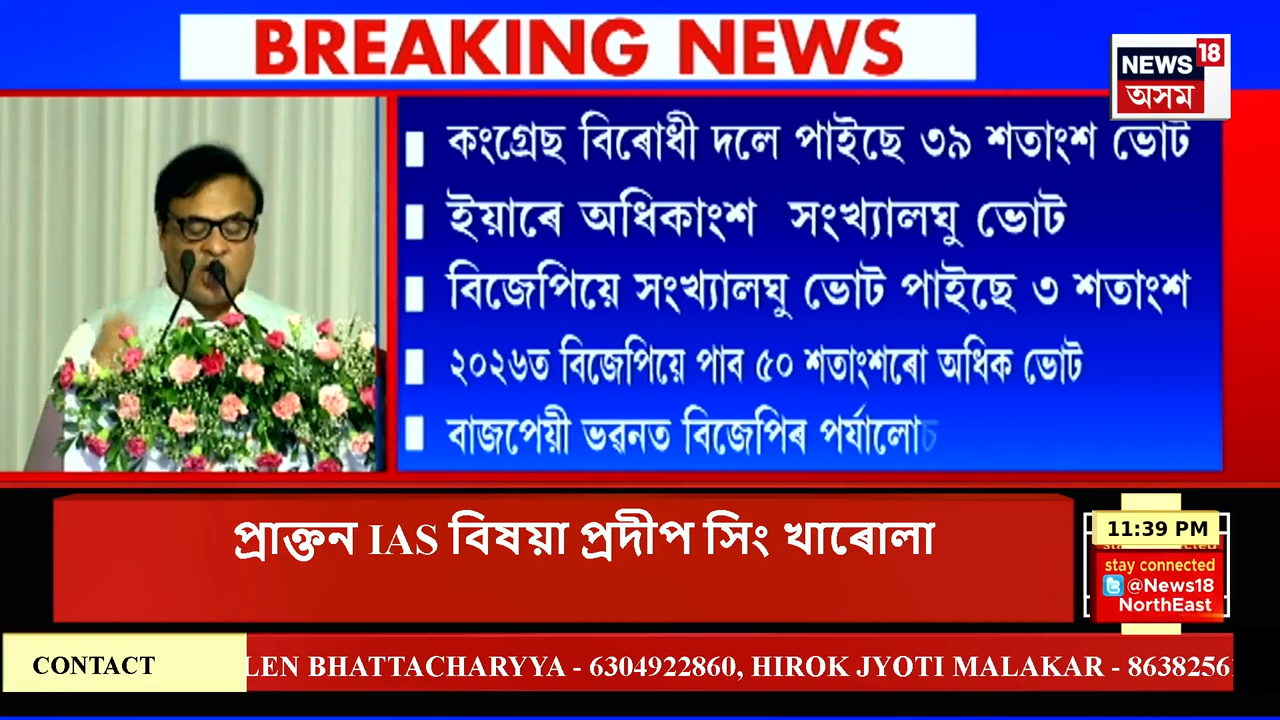 BREAKING NEWS
NEWS 18
অসম
কংগ্ৰেছ বিৰোধী দলে পাইছে ৩৯ শতাংশ ভোট
ইয়াৰে অধিকাংশ সংখ্যালঘু ভোট
বিজেপিয়ে সংখ্যালঘু ভোট পাইছে ৩ শতাংশ
২০২৬ত বিজেপিয়ে পাব ৫০ শতাংশৰো অধিক ভোট
বাজপেয়ী ভৱনত বিজেপিৰ পৰ্যালোচ
প্ৰাক্তন IAS বিষয়া প্ৰদীপ সিং খাৰোলা
11:39 PM
stay connected
@News18
NorthEast
CONTACT
LEN BHATTACHARYYA - 6304922860, HIROK JYOTI MALAKAR - 8638256